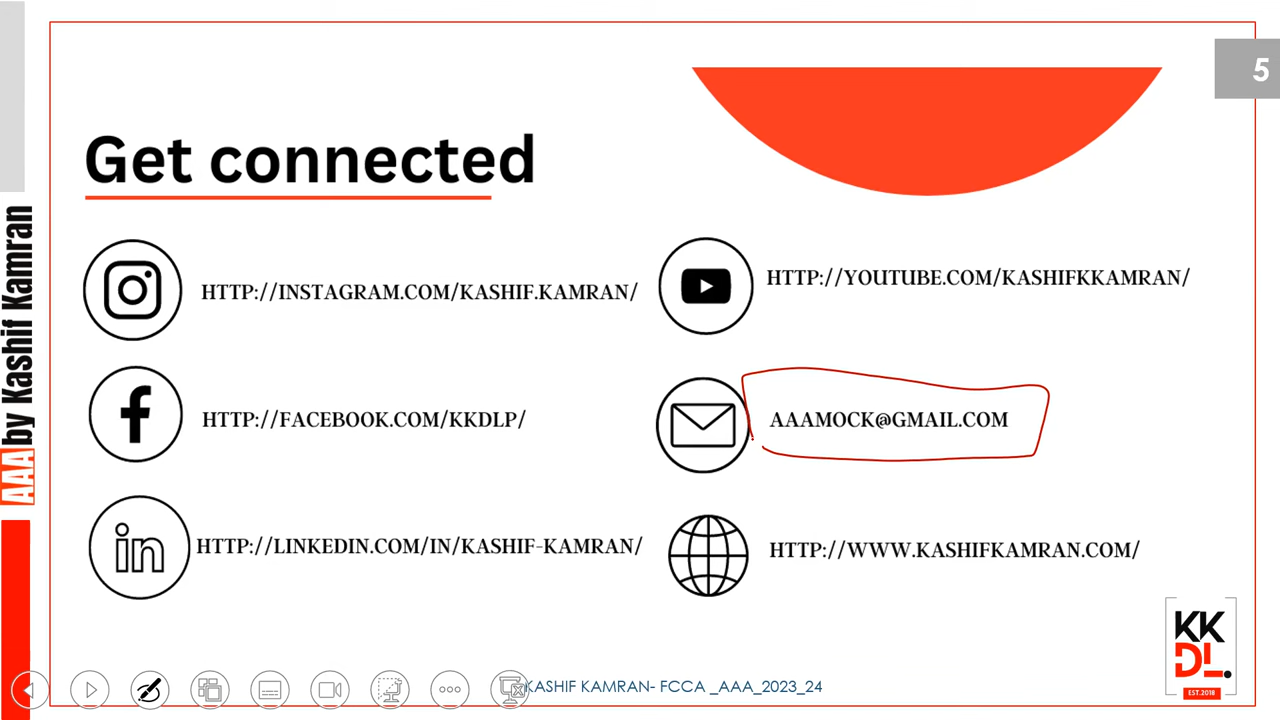 5
Get connected
HTTP://INSTAGRAM.COM/KASHIF.KAMRAN/
HTTP://FACEBOOK.COM/KKDLP/
HTTP://LINKEDIN.COM/IN/KASHIF-KAMRAN/
HTTP://YOUTUBE.COM/KASHIFKKAMRAN/
AAAMOCK@GMAIL.COM
HTTP://WWW.KASHIFKAMRAN.COM/
AAA by Kashif Kamran
KASHIF KAMRAN- FCCA _AAA_2023_24
KK
DL.
EST.2018